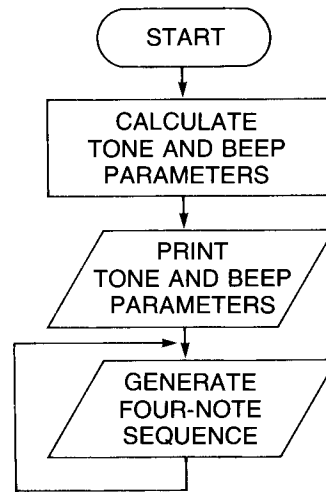 START
CALCULATE
TONE AND BEEP
PARAMETERS
PRINT
TONE AND BEEP
PARAMETERS
GENERATE
FOUR-NOTE
SEQUENCE